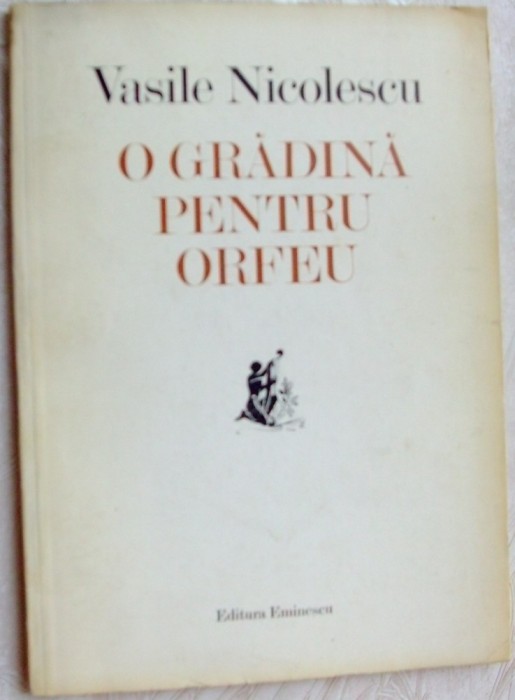 Vasile Nicolescu
O GRĂDINĂ
PENTRU
ORFEU
Editura Eminescu